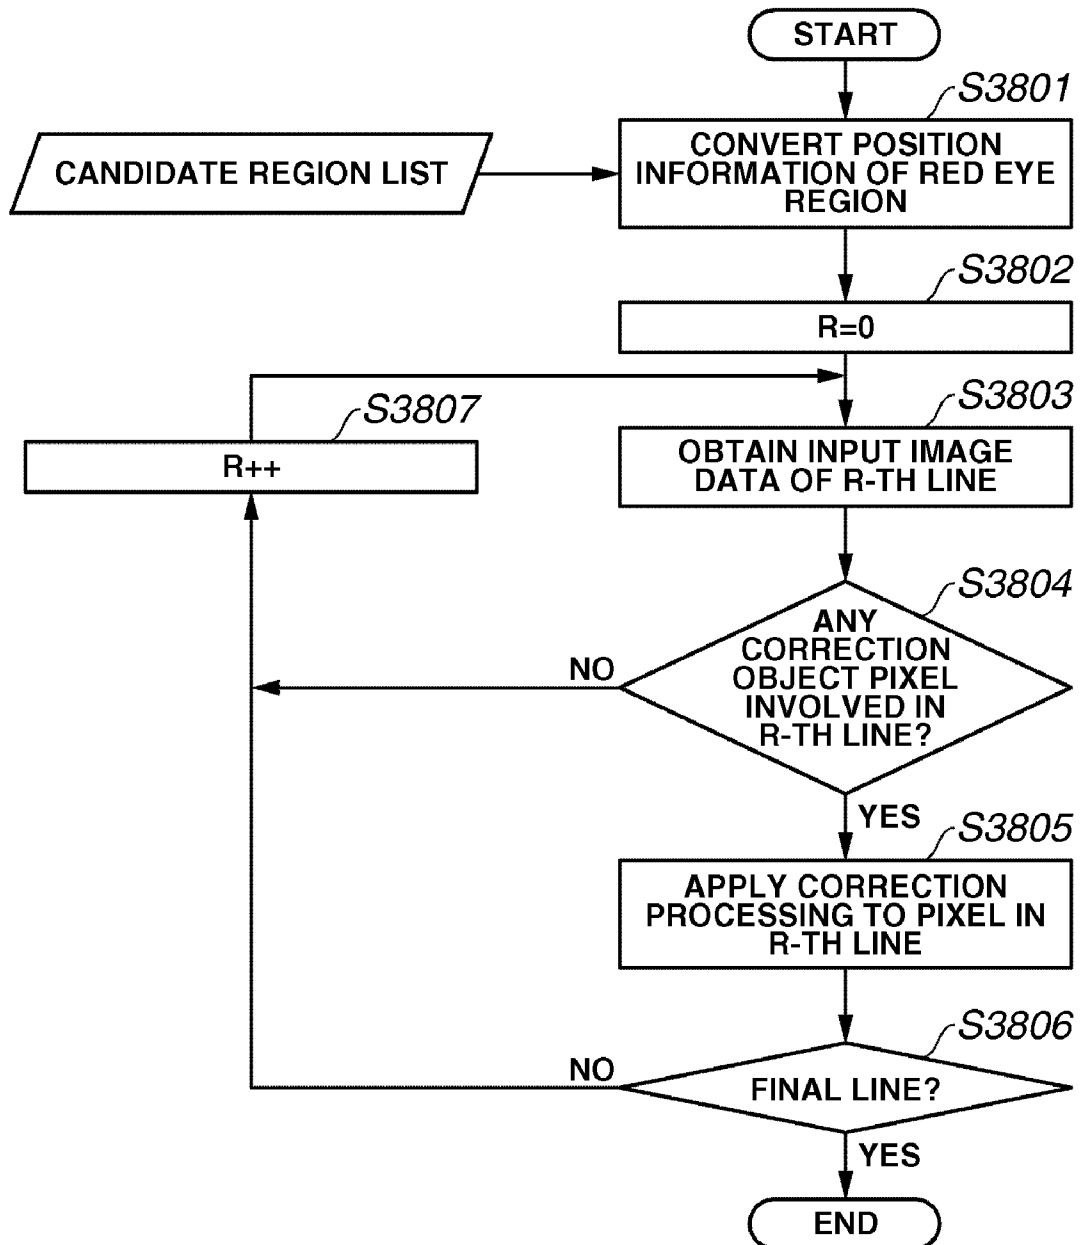 START
S3801
CANDIDATE REGION LIST
CONVERT POSITION
INFORMATION OF RED EYE
REGION
S3802
R=0
S3807
R++
S3803
OBTAIN INPUT IMAGE
DATA OF R-TH LINE
S3804
ANY
CORRECTION
OBJECT PIXEL
INVOLVED IN
R-TH LINE?
NO
YES
S3805
APPLY CORRECTION
PROCESSING TO PIXEL IN
R-TH LINE
S3806
NO
FINAL LINE?
YES
END